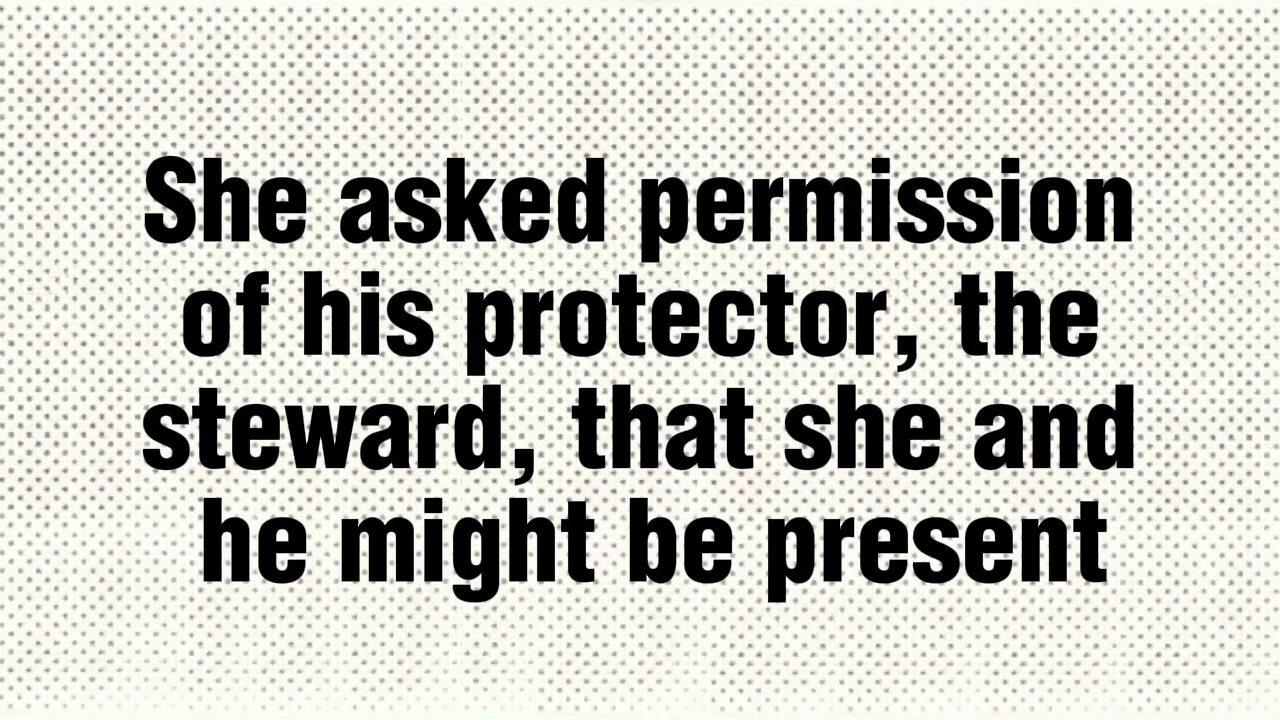 She asked permission
of his protector, the
steward, that she and
he might be present